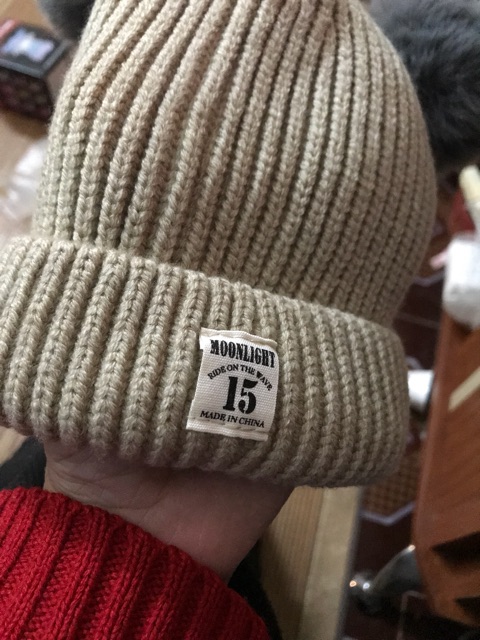 MOONLIGHT
RIDE ON THE WAVE
15
MADE IN CHINA